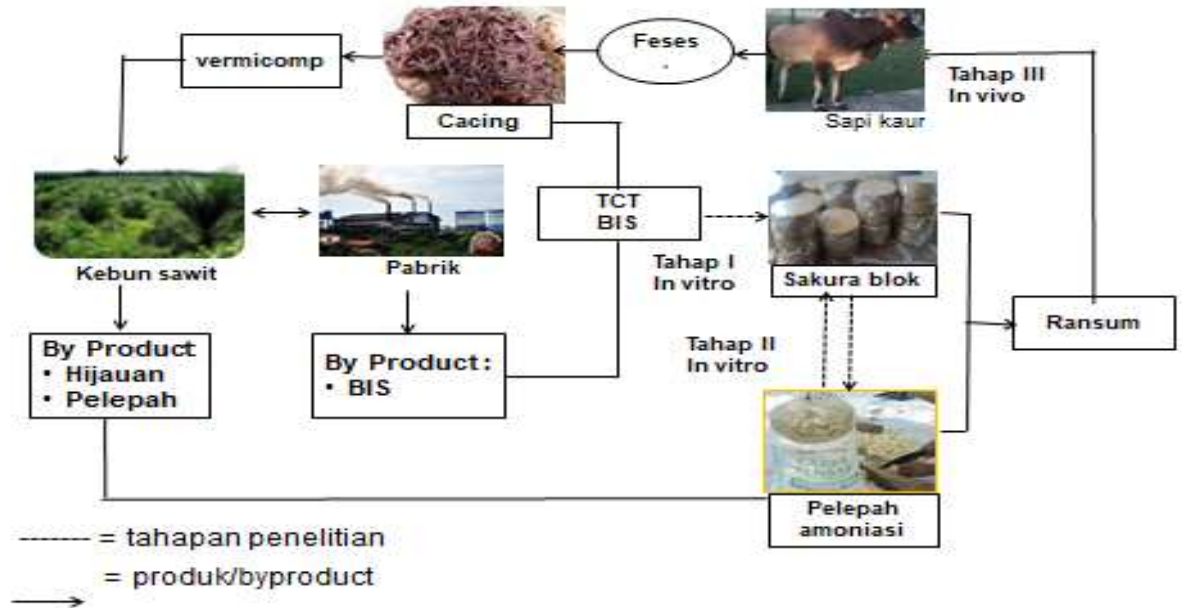 vermicomp
Feses
.
Tahap III
In vivo
Cacing
Sapi kaur
TCT
BIS
Kebun sawit
Pabrik
Tahap I
In vitro
Sakura blok
Ransum
By Product
• Hijauan
• Pelepah
By Product:
• BIS
Tahap II
In vitro
Pelepah
amoniasi
= tahapan penelitian
= produk/byproduct